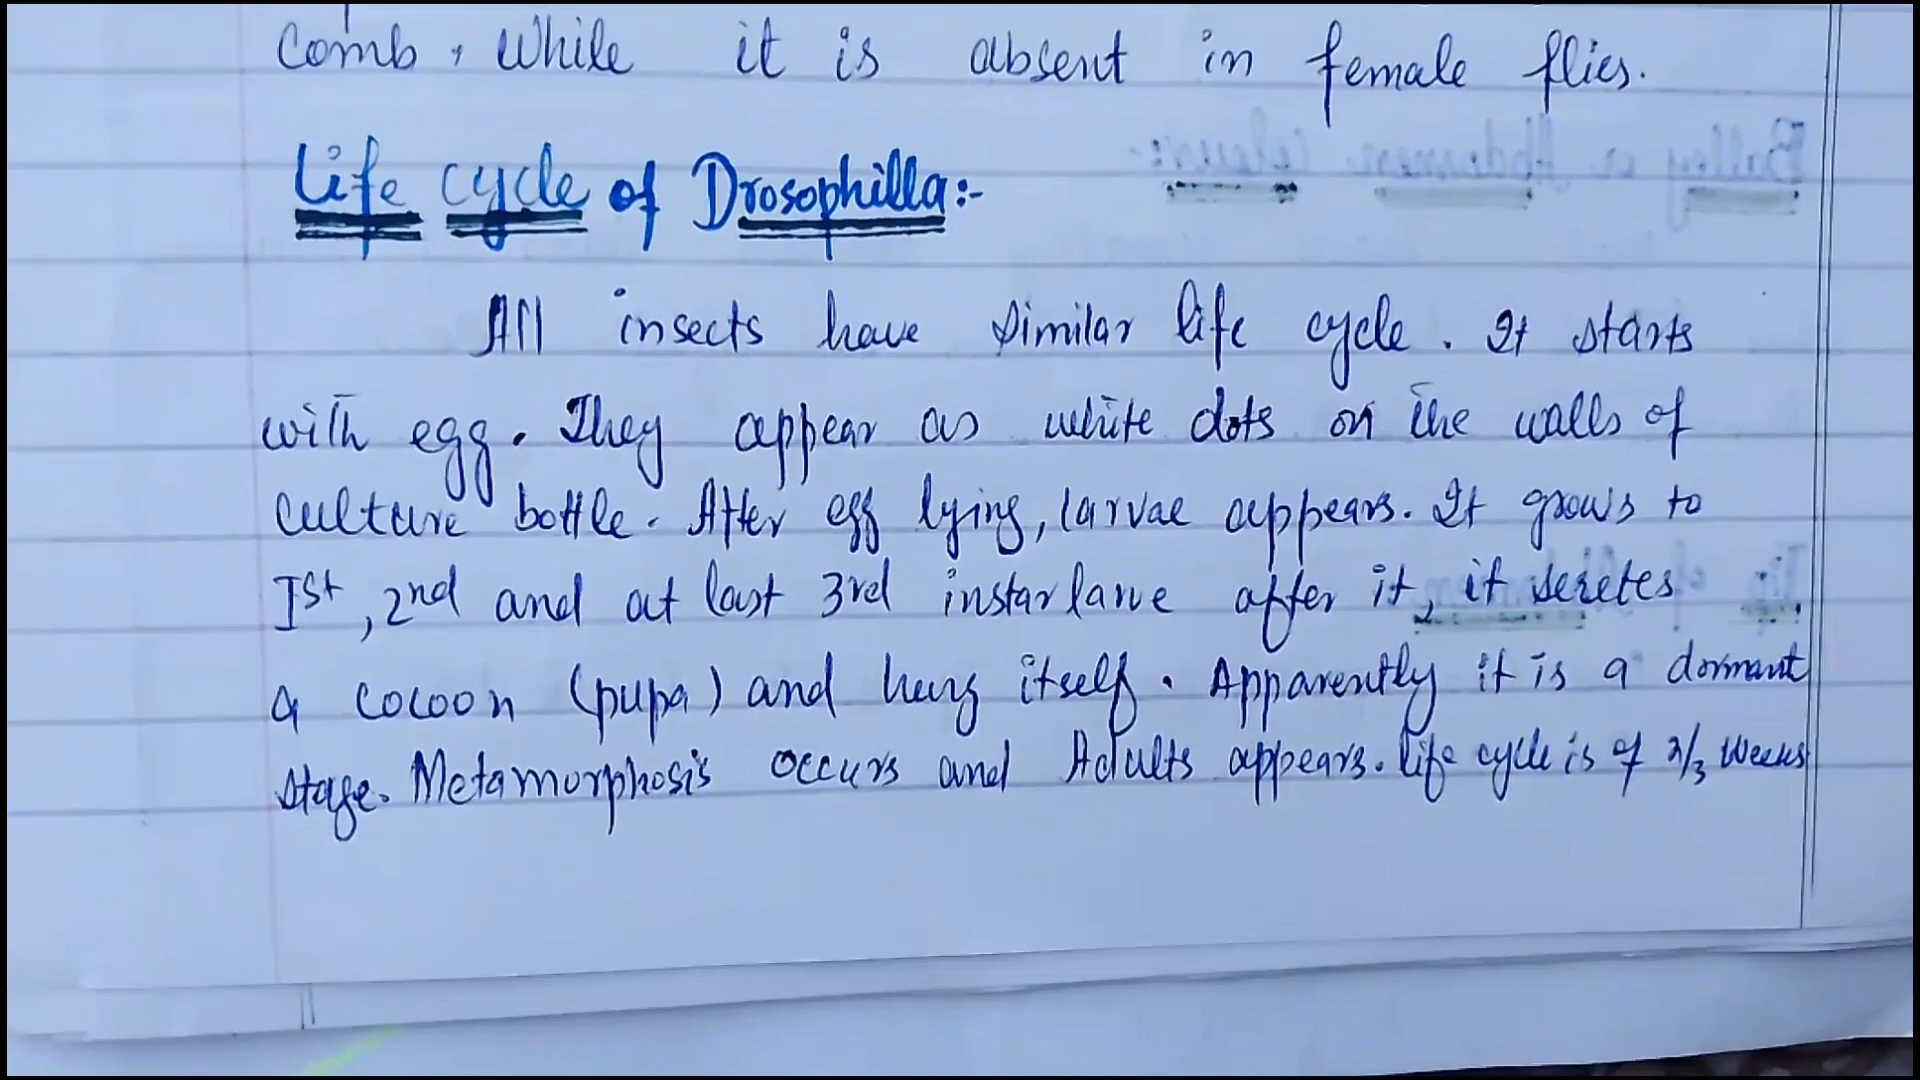 comb, while it is absent in female flies.
Life cycle of Drosophilla:-
All insects have similar life cycle. It starts
with egg. They appear as white dots on the walls of
culture bottle. After egg lying, larvae appears. It grows to
Ist, 2nd and at last 3rd instar larve after it, it seretes
a cocoon (pupa) and hung itself. Apparently it is a dormant
stage. Metamorphosis occurs and Adults appears. life cycle is of 2/3 weeks